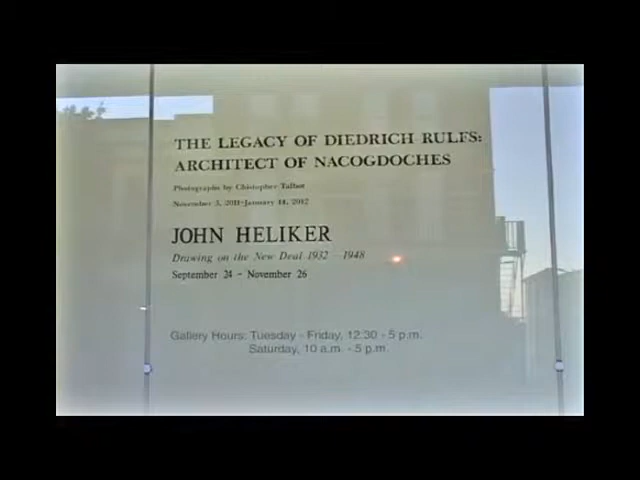 THE LEGACY OF DIEDRICH RULFS:
ARCHITECT OF NACOGDOCHES
Photographs by Chistopher Talbot
November 3, 2011-January 14, 2012
JOHN HELIKER
Drawing on the New Deal 1932 - 1948
September 24 - November 26
Gallery Hours: Tuesday - Friday, 12:30 - 5 p.m.
Saturday, 10 a.m. - 5 p.m.